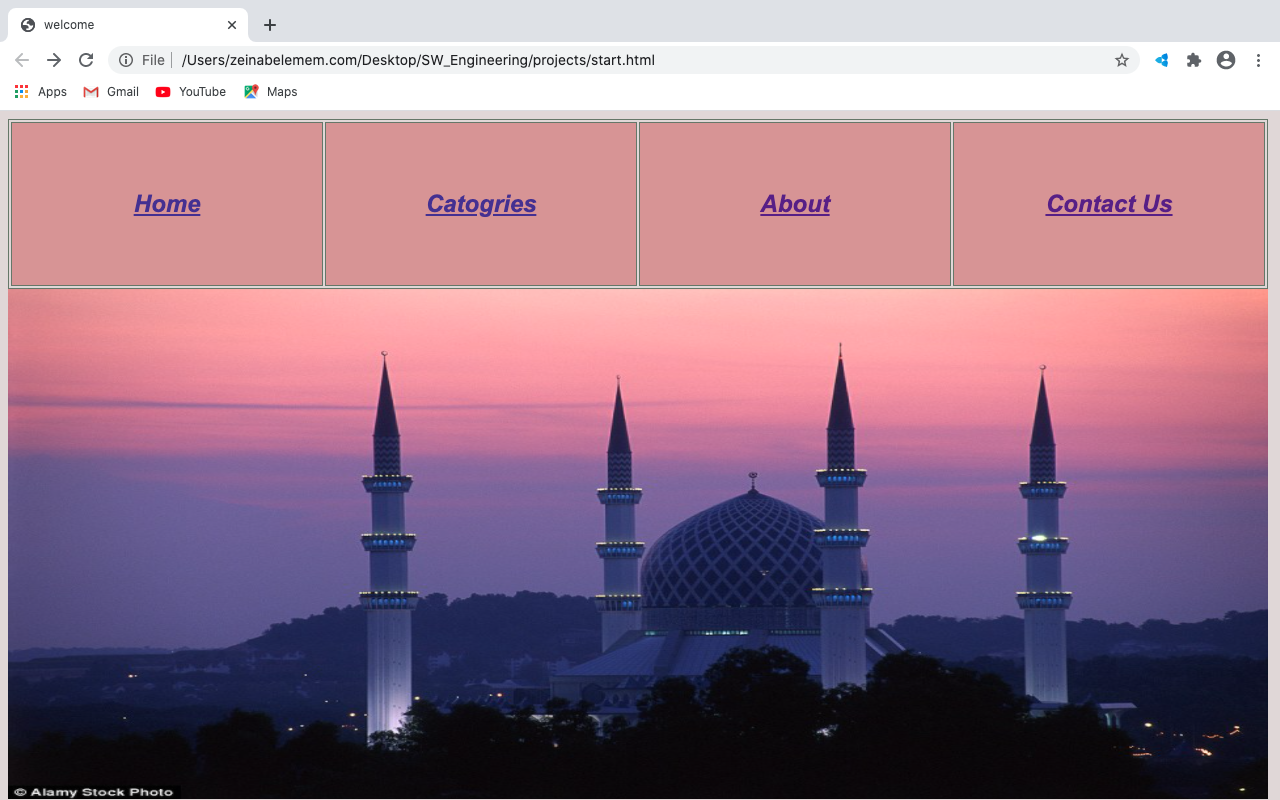 welcome
File /Users/zeinabelemem.com/Desktop/SW_Engineering/projects/start.html
Apps Gmail YouTube Maps
Home Catogries About Contact Us
© Alamy Stock Photo